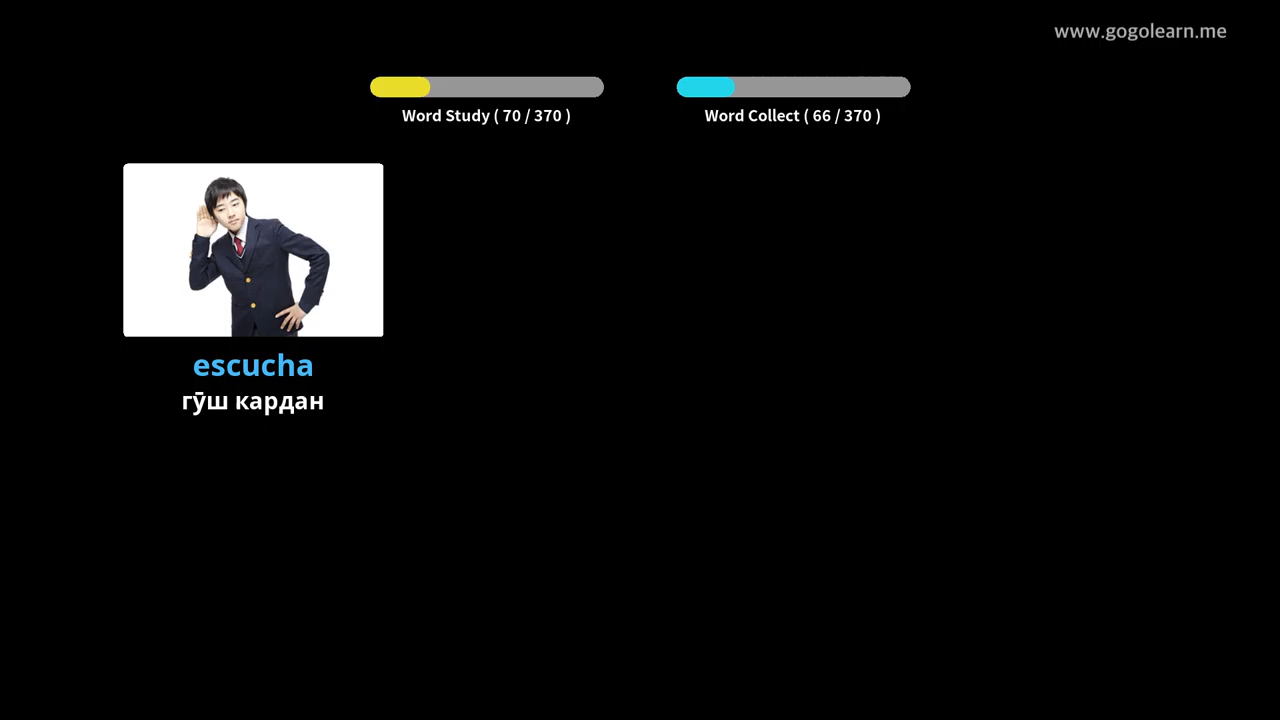 www.gogolearn.me
Word Study ( 70 / 370 )
Word Collect ( 66 / 370 )
escucha
гӯш кардан